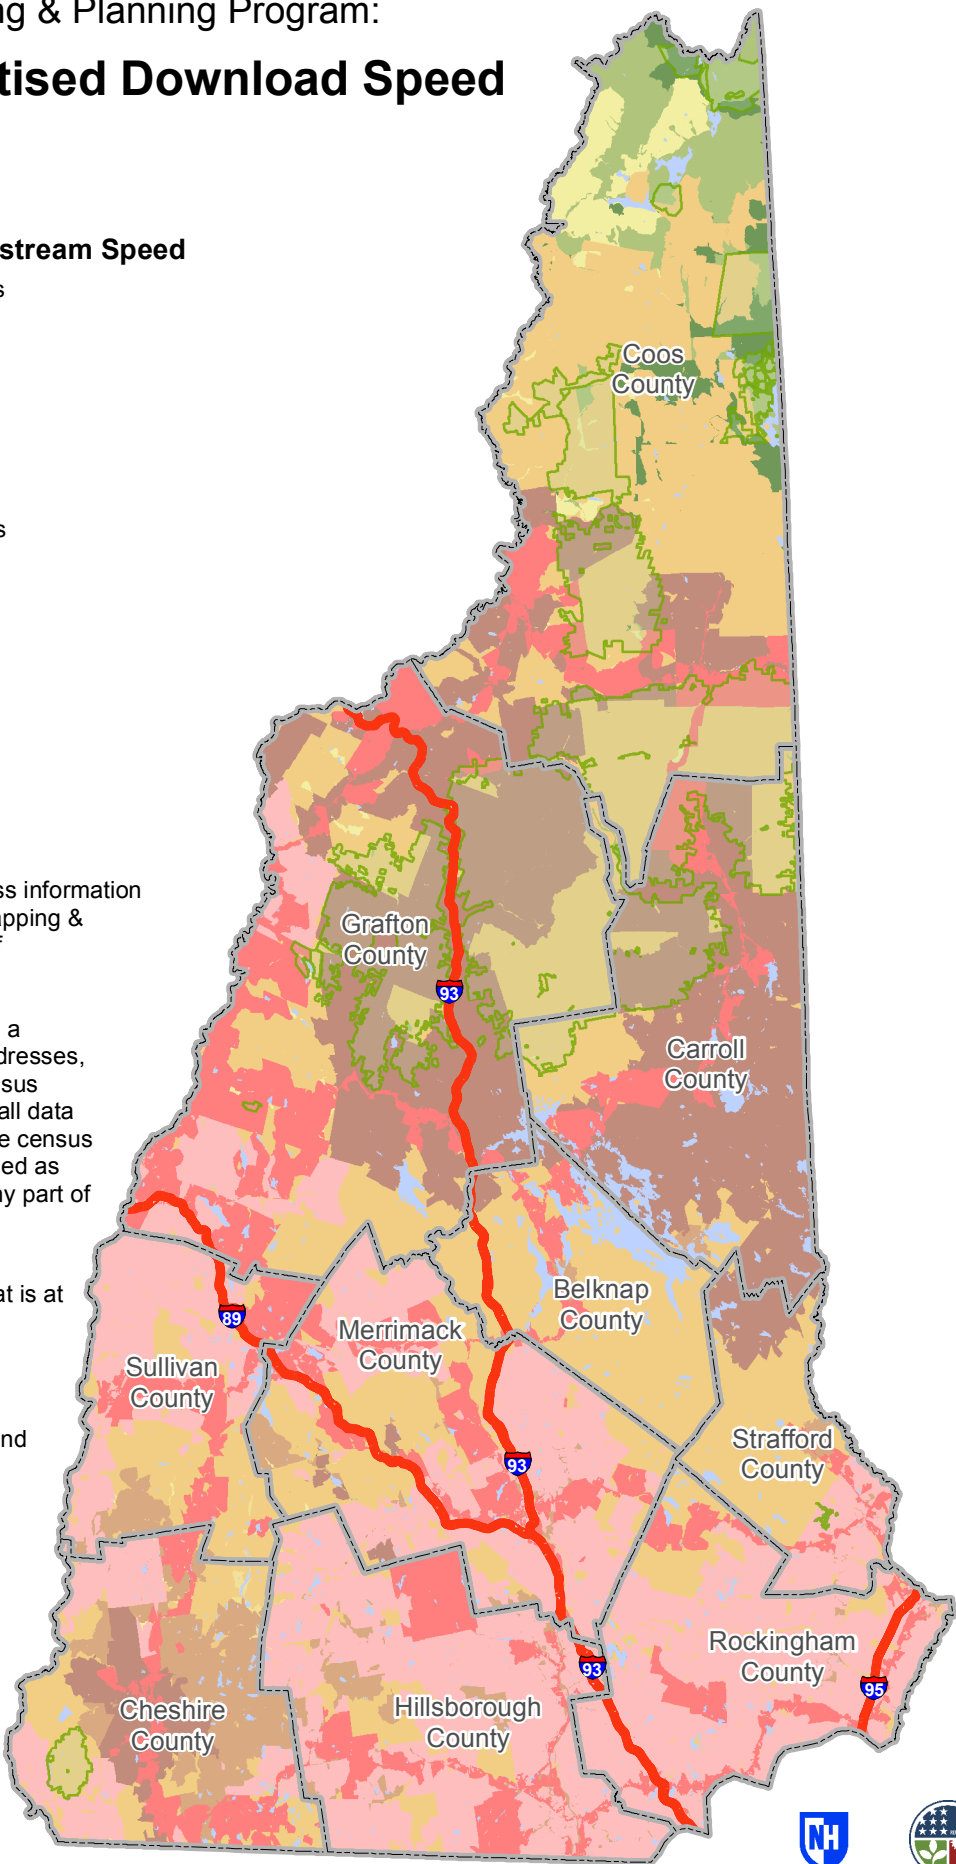 ng & Planning Program:
tised Download Speed
stream Speed
s
s
ss information
apping &
f
a
dresses,
sus
all data
e census
ed as
ny part of
at is at
nd
Coos
County
Grafton
County
93
Carroll
County
Belknap
County
89
Merrimack
County
Sullivan
County
93
Strafford
County
Rockingham
County
93
95
Cheshire
County
Hillsborough
County
NH